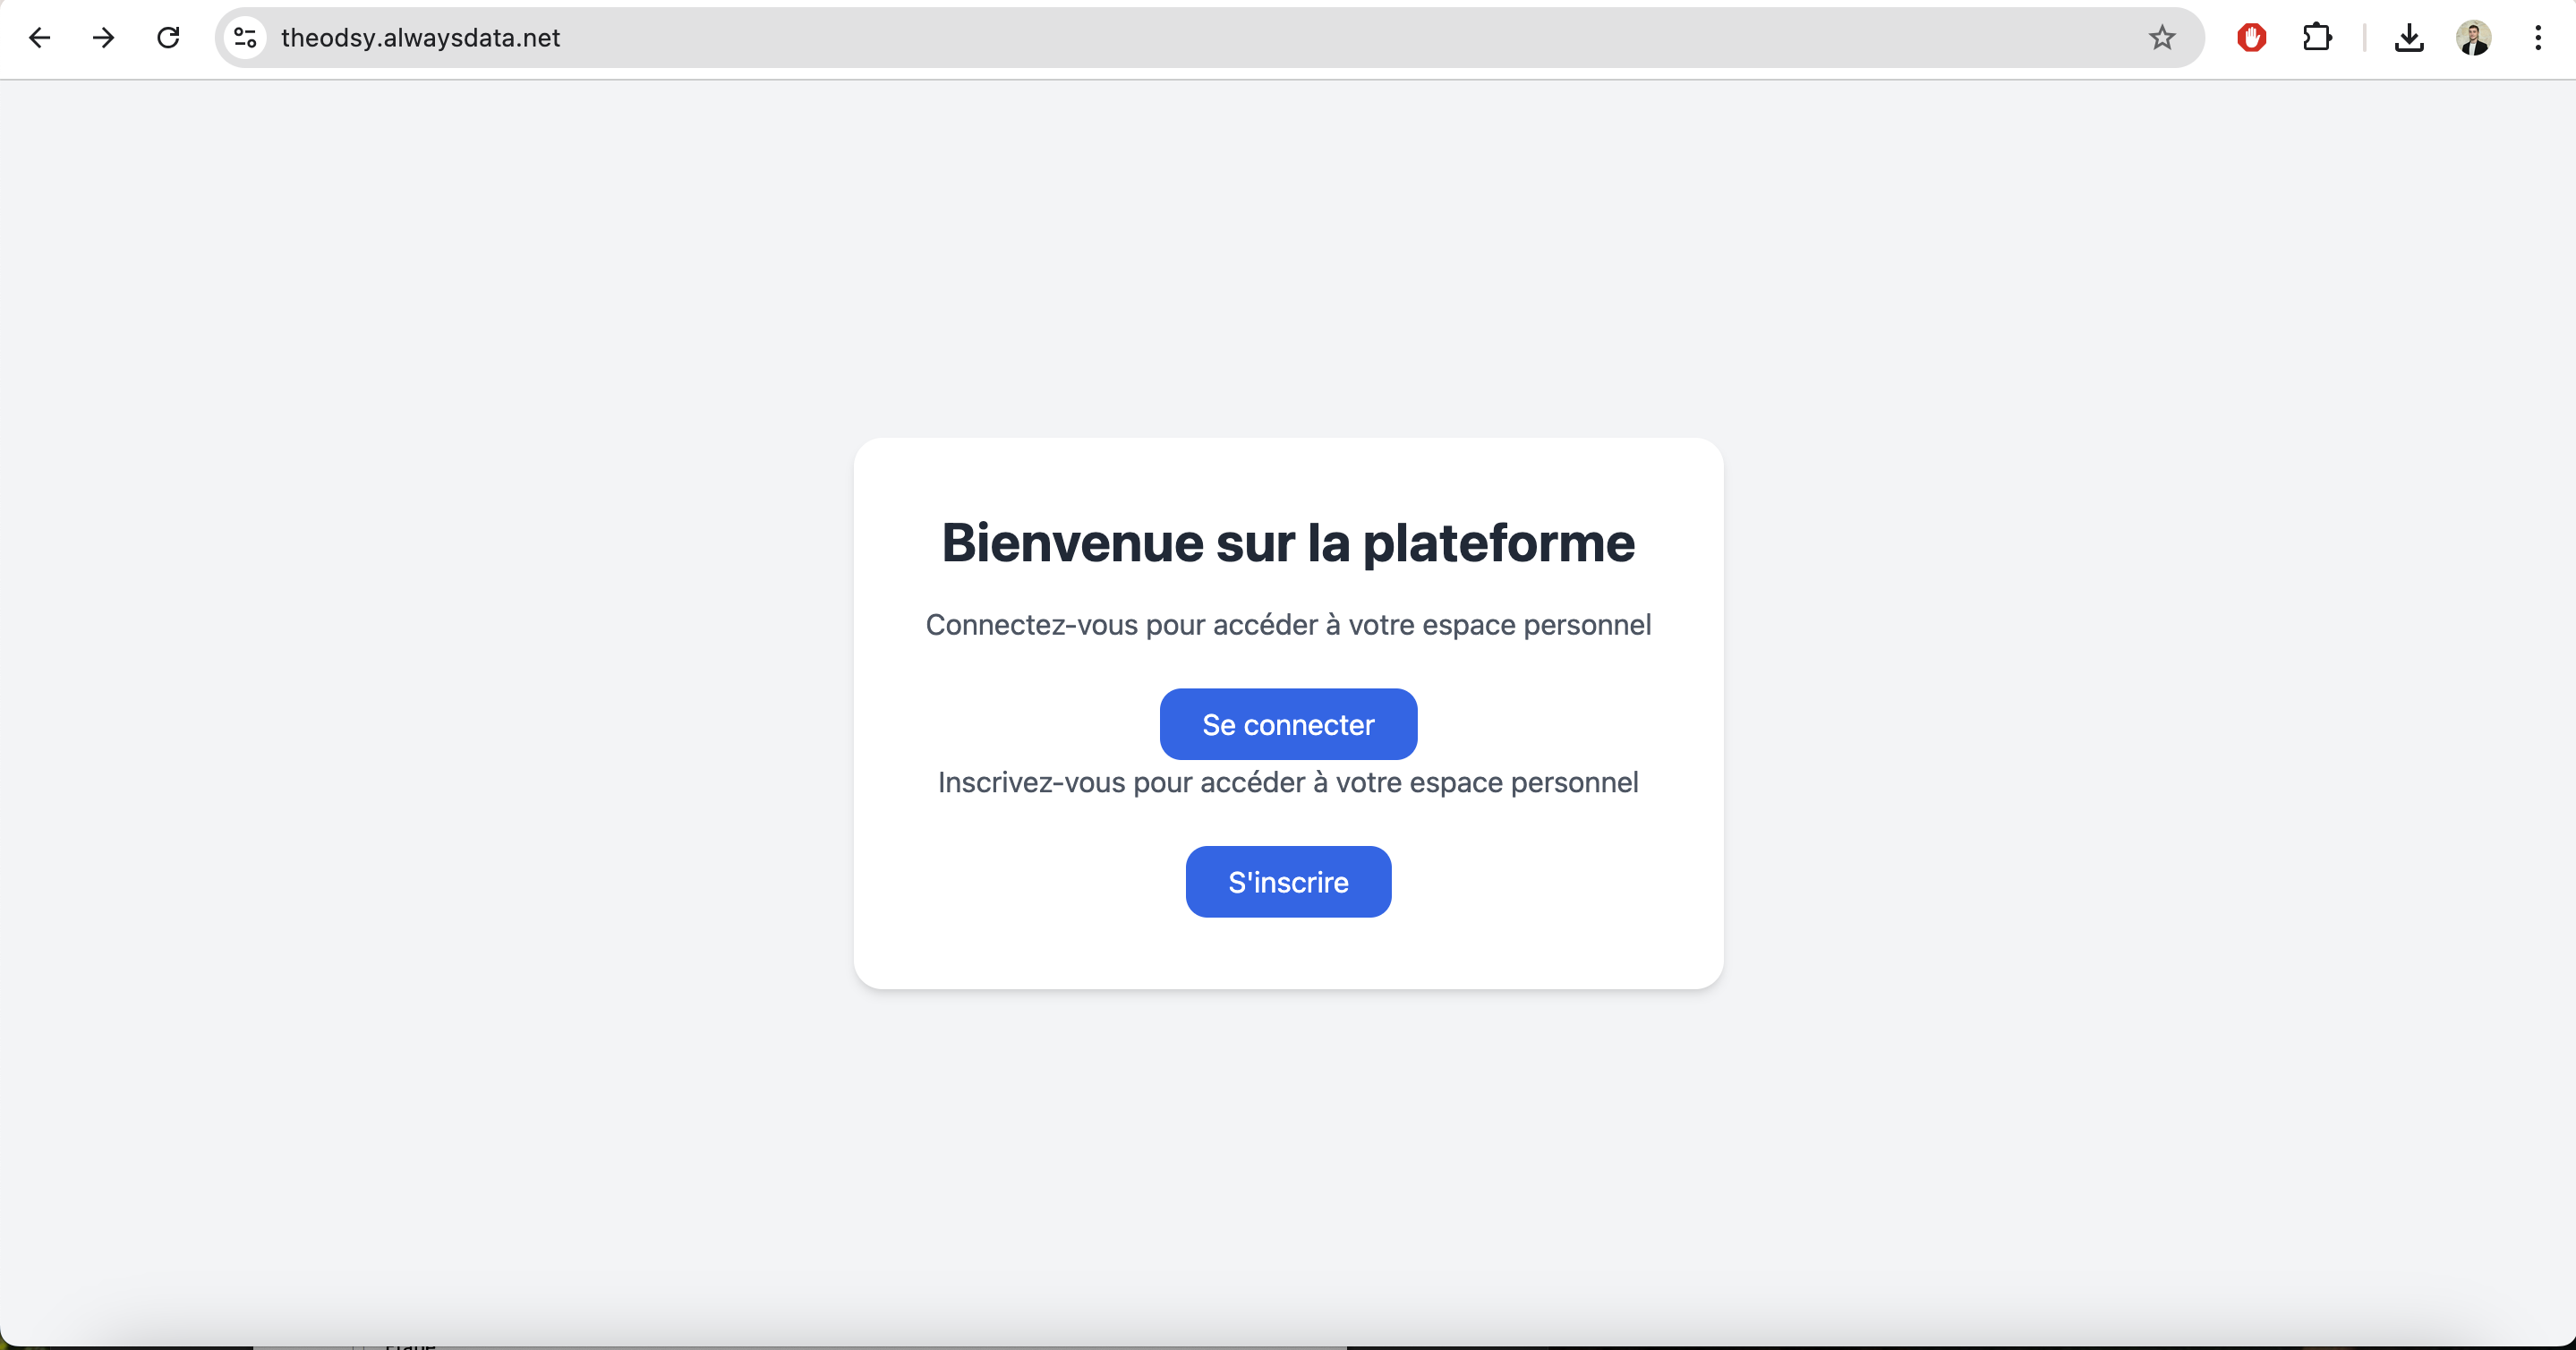 theodsy.alwaysdata.net
Bienvenue sur la plateforme
Connectez-vous pour accéder à votre espace personnel
Se connecter
Inscrivez-vous pour accéder à votre espace personnel
S'inscrire